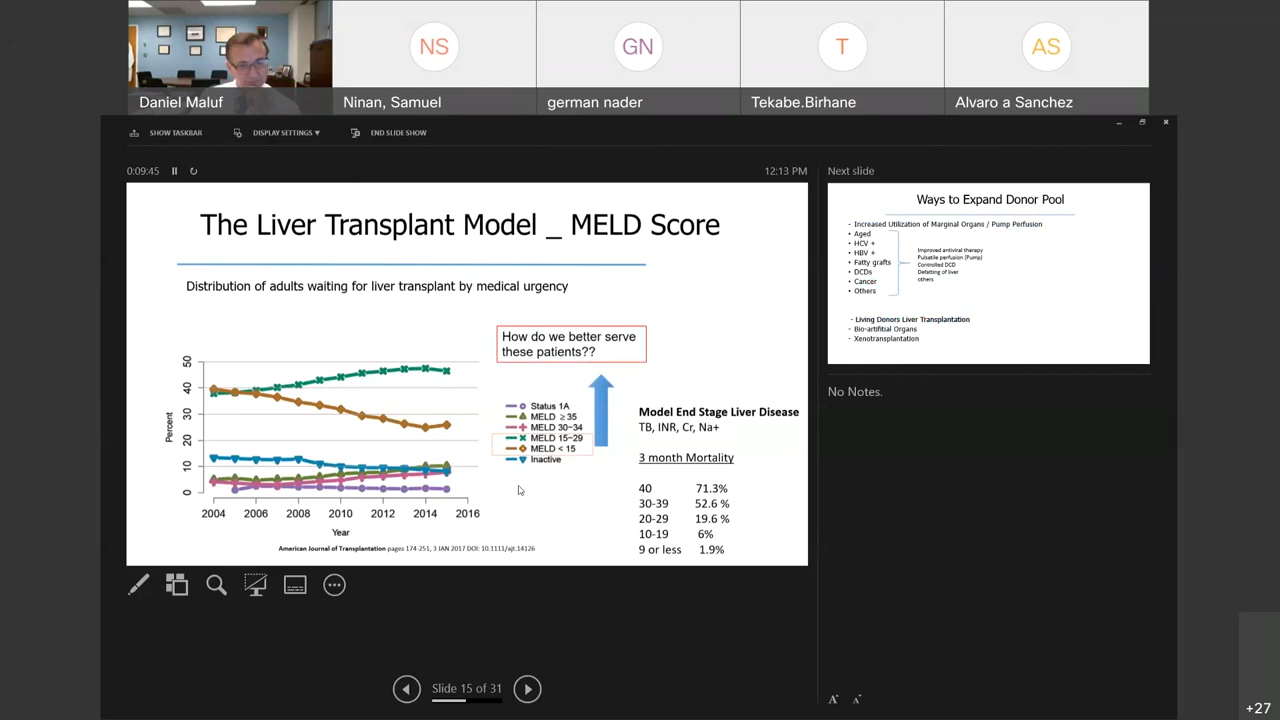 NS
GN
T
AS
Daniel Maluf
Ninan, Samuel
german nader
Tekabe.Birhane
Alvaro a Sanchez
SHOW TASKBAR
DISPLAY SETTINGS ▾
END SLIDE SHOW
0:09:45
12:13 PM
The Liver Transplant Model _ MELD Score
Distribution of adults waiting for liver transplant by medical urgency
How do we better serve
these patients??
50
40
30
20
10
0
Percent
2004 2006 2008 2010 2012 2014 2016
Year
Status 1A
MELD ≥ 35
MELD 30-34
MELD 15-29
MELD < 15
Inactive
American Journal of Transplantation pages 174-251, 3 JAN 2017 DOI: 10.1111/ajt.14126
Model End Stage Liver Disease
TB, INR, Cr, Na+
3 month Mortality
40 71.3%
30-39 52.6 %
20-29 19.6 %
10-19 6%
9 or less 1.9%
Slide 15 of 31
Next slide
Ways to Expand Donor Pool
- Increased Utilization of Marginal Organs / Pump Perfusion
• Aged
• HCV +
• HBV +
• Fatty grafts
• DCDs
• Cancer
• Others
Improved antiviral therapy
Pulsatile perfusion (Pump)
Controlled DCD
Defatting of liver
others
- Living Donors Liver Transplantation
- Bio-artifitial Organs
- Xenotransplantation
No Notes.
A A
+27